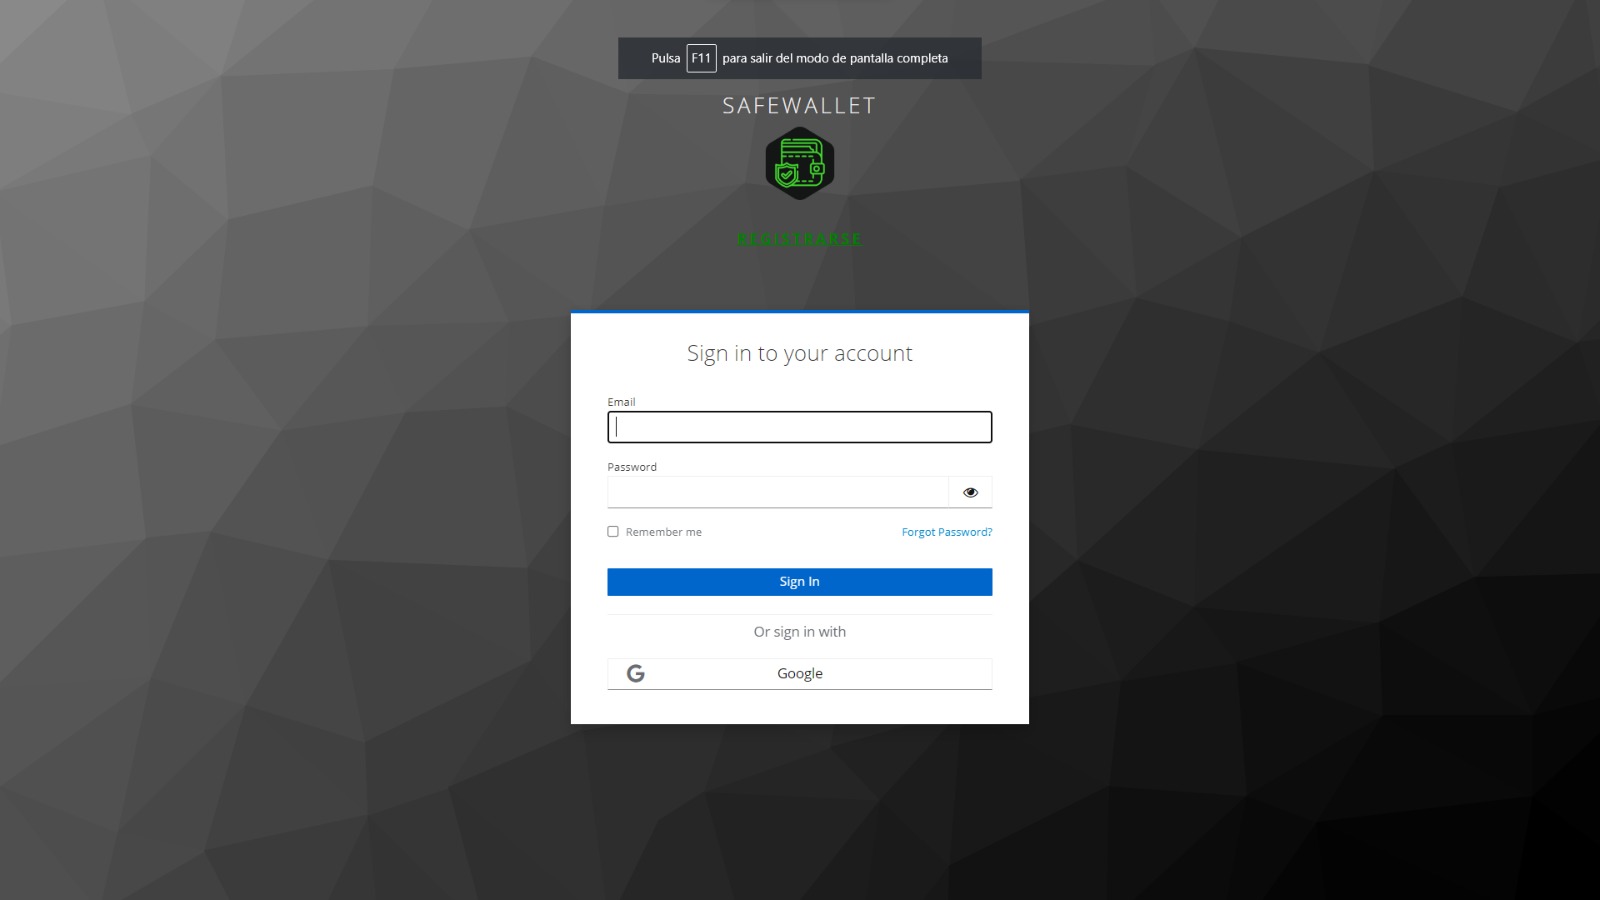 Pulsa F11 para salir del modo de pantalla completa
SAFEWALLET
REGISTRARSE
Sign in to your account
Email
Password
Remember me
Forgot Password?
Sign In
Or sign in with
Google